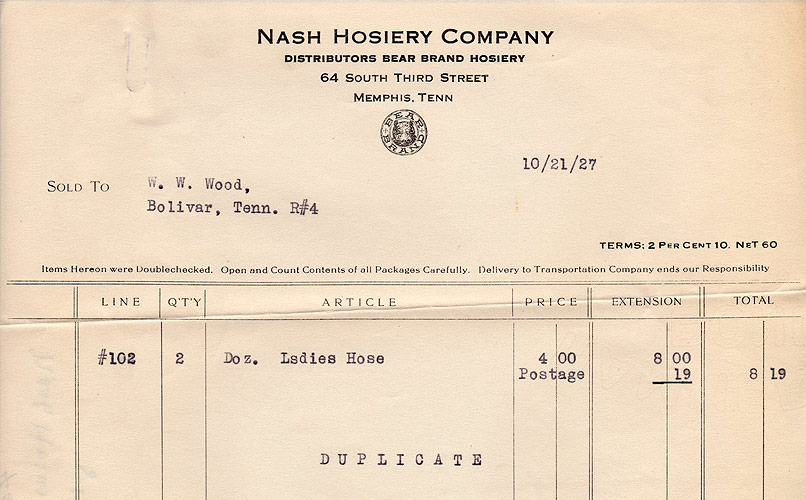 NASH HOSIERY COMPANY
DISTRIBUTORS BEAR BRAND HOSIERY
64 SOUTH THIRD STREET
MEMPHIS, TENN
BEAR BRAND
10/21/27
SOLD TO W. W. Wood,
Bolivar, Tenn. R#4
TERMS: 2 PER CENT 10. NET 60
Items Hereon were Doublechecked. Open and Count Contents of all Packages Carefully. Delivery to Transportation Company ends our Responsibility
LINE Q'T'Y ARTICLE PRICE EXTENSION TOTAL
#102 2 Doz. Lsdies Hose 4 00 8 00
Postage 19 8 19
DUPLICATE